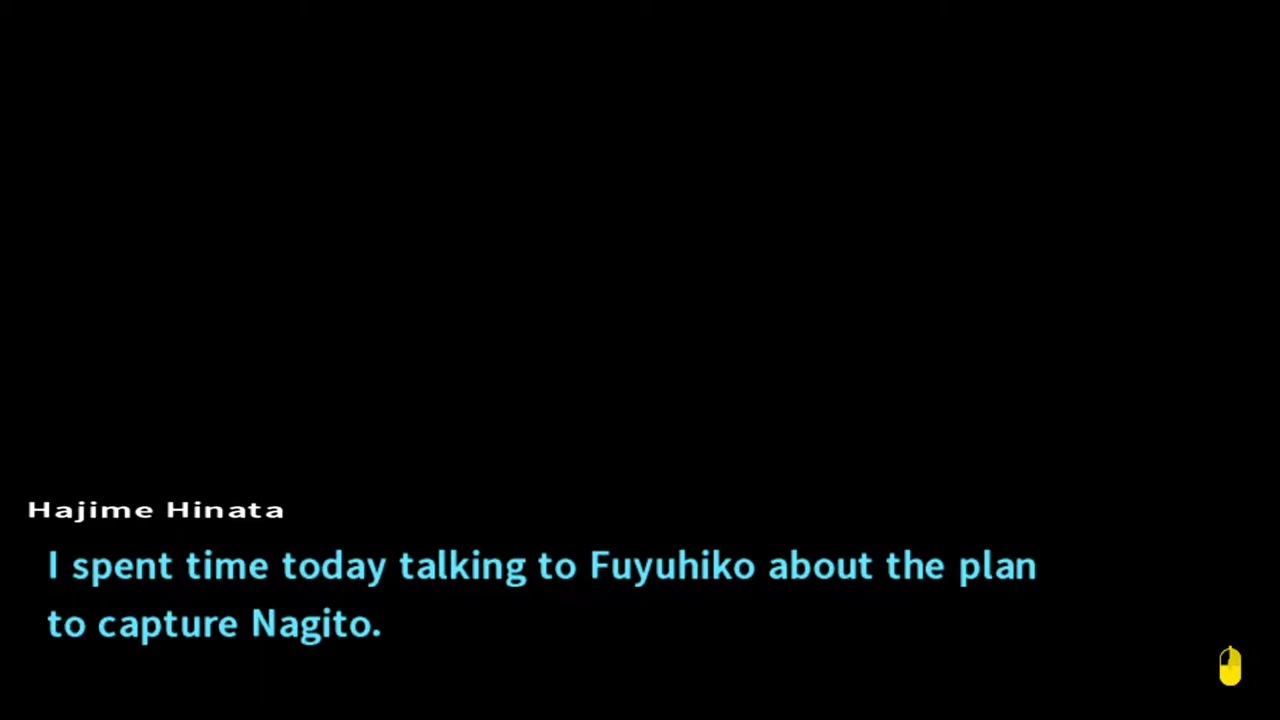 Hajime Hinata
I spent time today talking to Fuyuhiko about the plan
to capture Nagito.